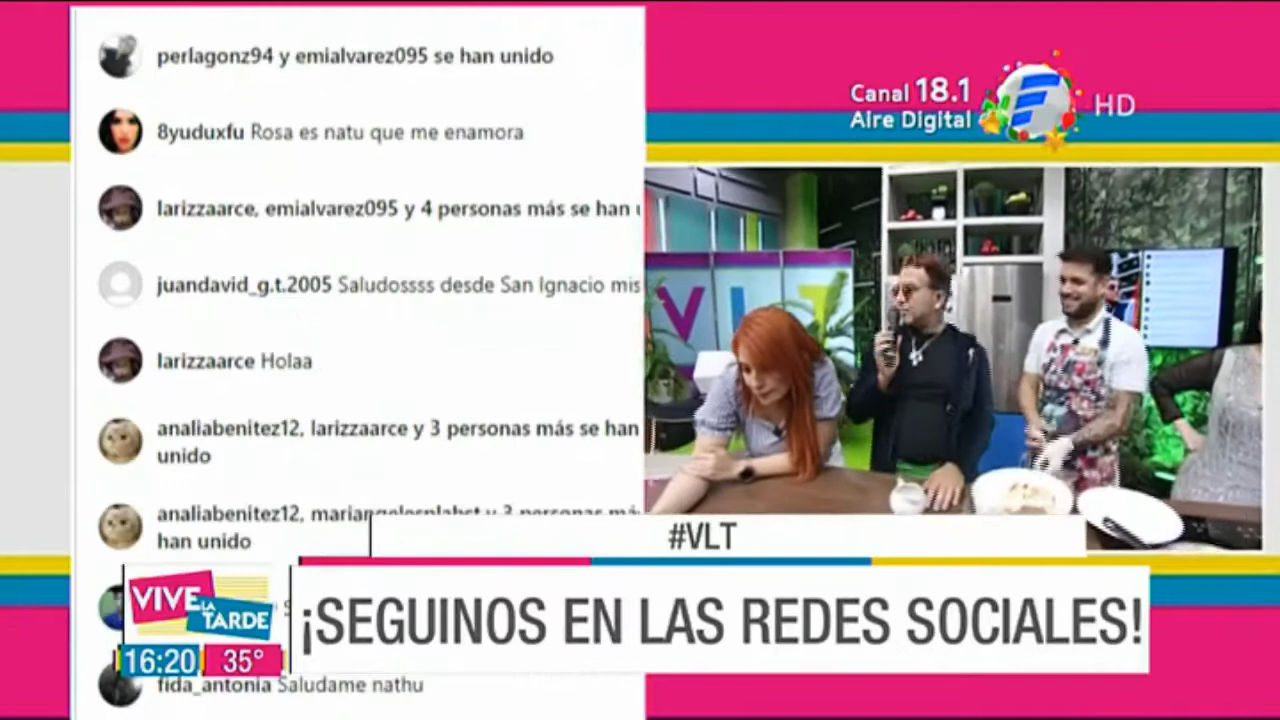 perlagonz94 y emialvarez095 se han unido
8yuduxfu Rosa es natu que me enamora
larizzaarce, emialvarez095 y 4 personas más se han
juandavid_g.t.2005 Saludossss desde San Ignacio mis
larizzaarce Holaa
analiabenitez12, larizzaarce y 3 personas más se han
unido
analiabenitez12,
han unido
fida_antonia Saludame nathu
Canal 18.1
Aire Digital
HD
VLT
#VLT
¡SEGUINOS EN LAS REDES SOCIALES!
VIVE
LA
TARDE
16:20 35°